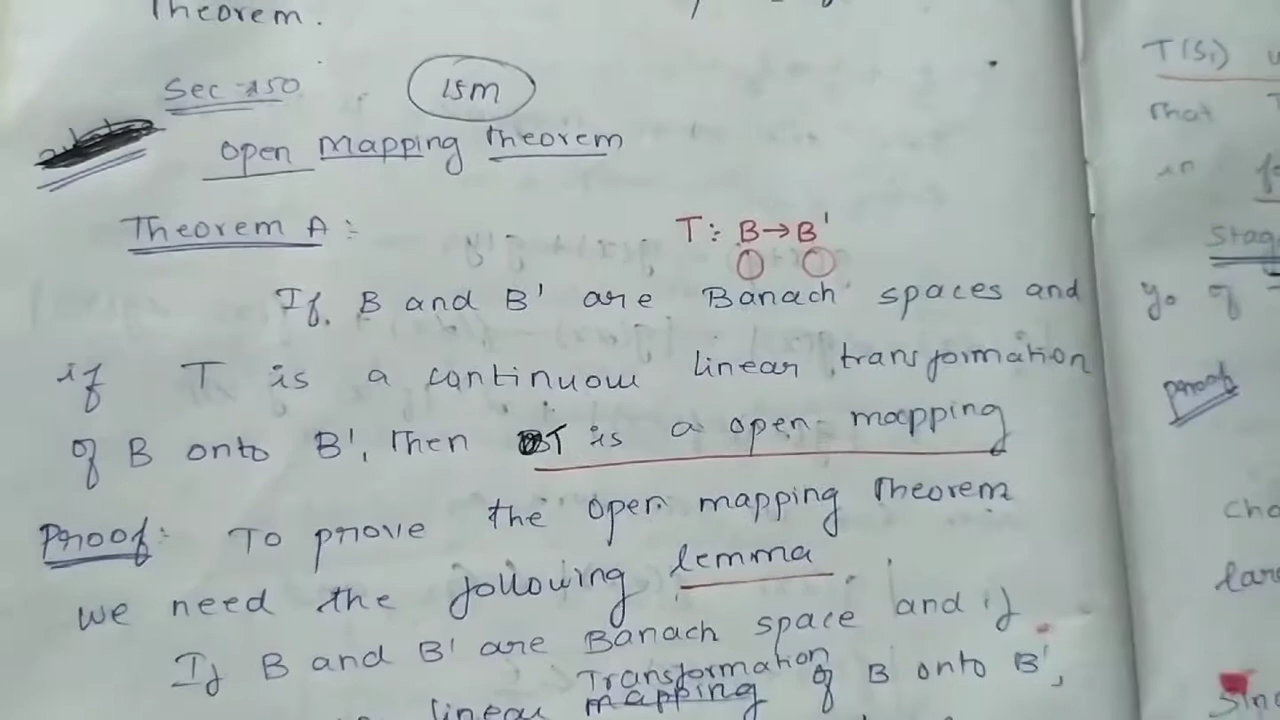 Theorem.
Sec - 150
15m
open mapping theorem
Theorem A :
T: B → B'
If B and B' are Banach spaces and
if T is a continuous linear transformation
of B onto B', then T is a open mapping
Proof: To prove the open mapping Theorem
we need the following lemma.
If B and B' are Banach space and if
Transformation
linear mapping of B onto B',
T(S₁)
that
in
Stag
y₀ of
Proof